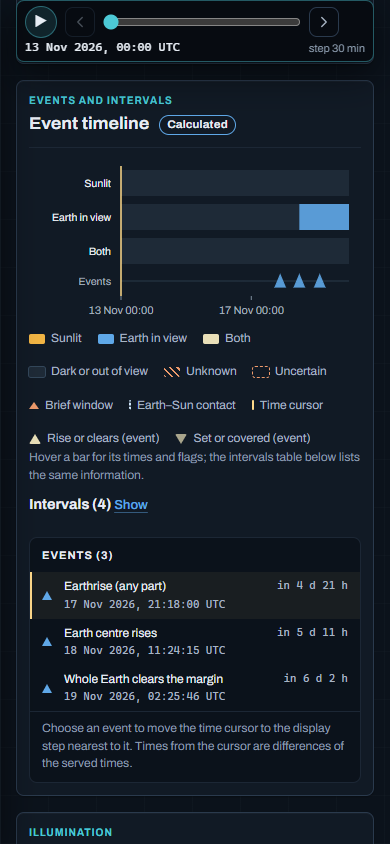 13 Nov 2026, 00:00 UTC
step 30 min
EVENTS AND INTERVALS
Event timeline Calculated
Sunlit
Earth in view
Both
Events
13 Nov 00:00 17 Nov 00:00
Sunlit Earth in view Both
Dark or out of view Unknown Uncertain
Brief window Earth–Sun contact Time cursor
Rise or clears (event) Set or covered (event)
Hover a bar for its times and flags; the intervals table below lists
the same information.
Intervals (4) Show
EVENTS (3)
Earthrise (any part) in 4 d 21 h
17 Nov 2026, 21:18:00 UTC
Earth centre rises in 5 d 11 h
18 Nov 2026, 11:24:15 UTC
Whole Earth clears the margin in 6 d 2 h
19 Nov 2026, 02:25:46 UTC
Choose an event to move the time cursor to the display
step nearest to it. Times from the cursor are differences of
the served times.
ILLUMINATION